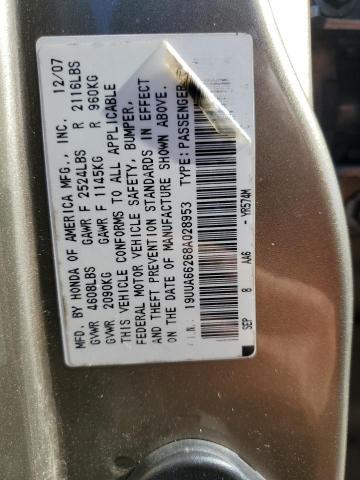 MFD. BY HONDA OF AMERICA MFG., INC. 12/07
GVWR 4608LBS GAWR F 2524LBS R 2116LBS
GVWR 2090KG GAWR F 1145KG R 960KG
THIS VEHICLE CONFORMS TO ALL APPLICABLE
FEDERAL MOTOR VEHICLE SAFETY, BUMPER,
AND THEFT PREVENTION STANDARDS IN EFFECT
ON THE DATE OF MANUFACTURE SHOWN ABOVE.
V.I.N: 19UUA66268A028953 TYPE: PASSENGER
SEP 8 AA6 - YR574M